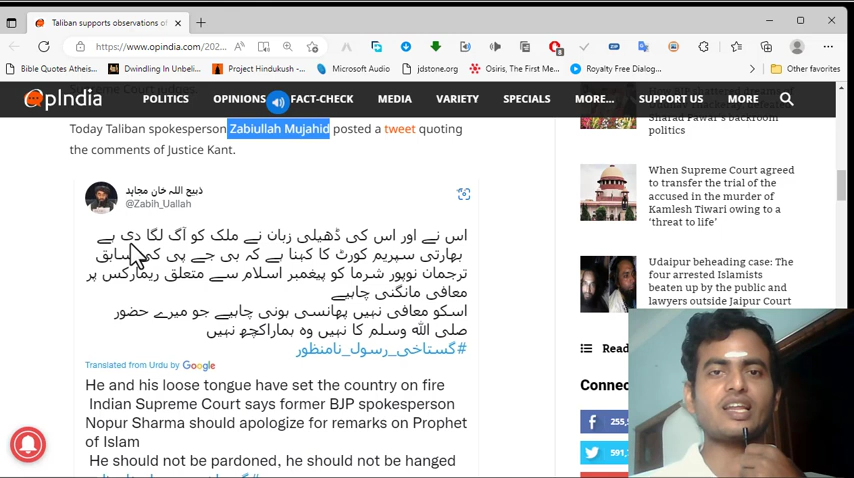 Taliban supports observations of
https://www.opindia.com/202...
Bible Quotes Atheis...
Dwindling In Unbeli...
Project Hindukush -...
Microsoft Audio
jdstone.org
Osiris, The First Me...
Royalty Free Dialog...
Other favorites
OpIndia
POLITICS
OPINIONS
FACT-CHECK
MEDIA
VARIETY
SPECIALS
MORE...
SUPPORT US
MORE
Today Taliban spokesperson Zabiullah Mujahid posted a tweet quoting
the comments of Justice Kant.
ذبیح اللہ خان مجاہد
@Zabih_Uallah
اس نے اور اس کی ڈھیلی زبان نے ملک کو آگ لگا دی ہے
بھارتی سپریم کورٹ کا کہنا ہے کہ بی جے پی کی سابق
ترجمان نوپور شرما کو پیغمبر اسلام سے متعلق ریمارکس پر
معافی مانگنی چاہیے
اسکو معافی نہیں پھانسی ہونی چاہیے جو میرے حضور
صلی اللہ وسلم کا نہیں وہ ہماراکچھ نہیں
#گستاخی_رسول_نامنظور
Translated from Urdu by Google
He and his loose tongue have set the country on fire
Indian Supreme Court says former BJP spokesperson
Nopur Sharma should apologize for remarks on Prophet
of Islam
He should not be pardoned, he should not be hanged
Sharad Pawar's backroom
politics
When Supreme Court agreed
to transfer the trial of the
accused in the murder of
Kamlesh Tiwari owing to a
'threat to life'
Udaipur beheading case: The
four arrested Islamists
beaten up by the public and
lawyers outside Jaipur Court
Read
Connec
255,
591,